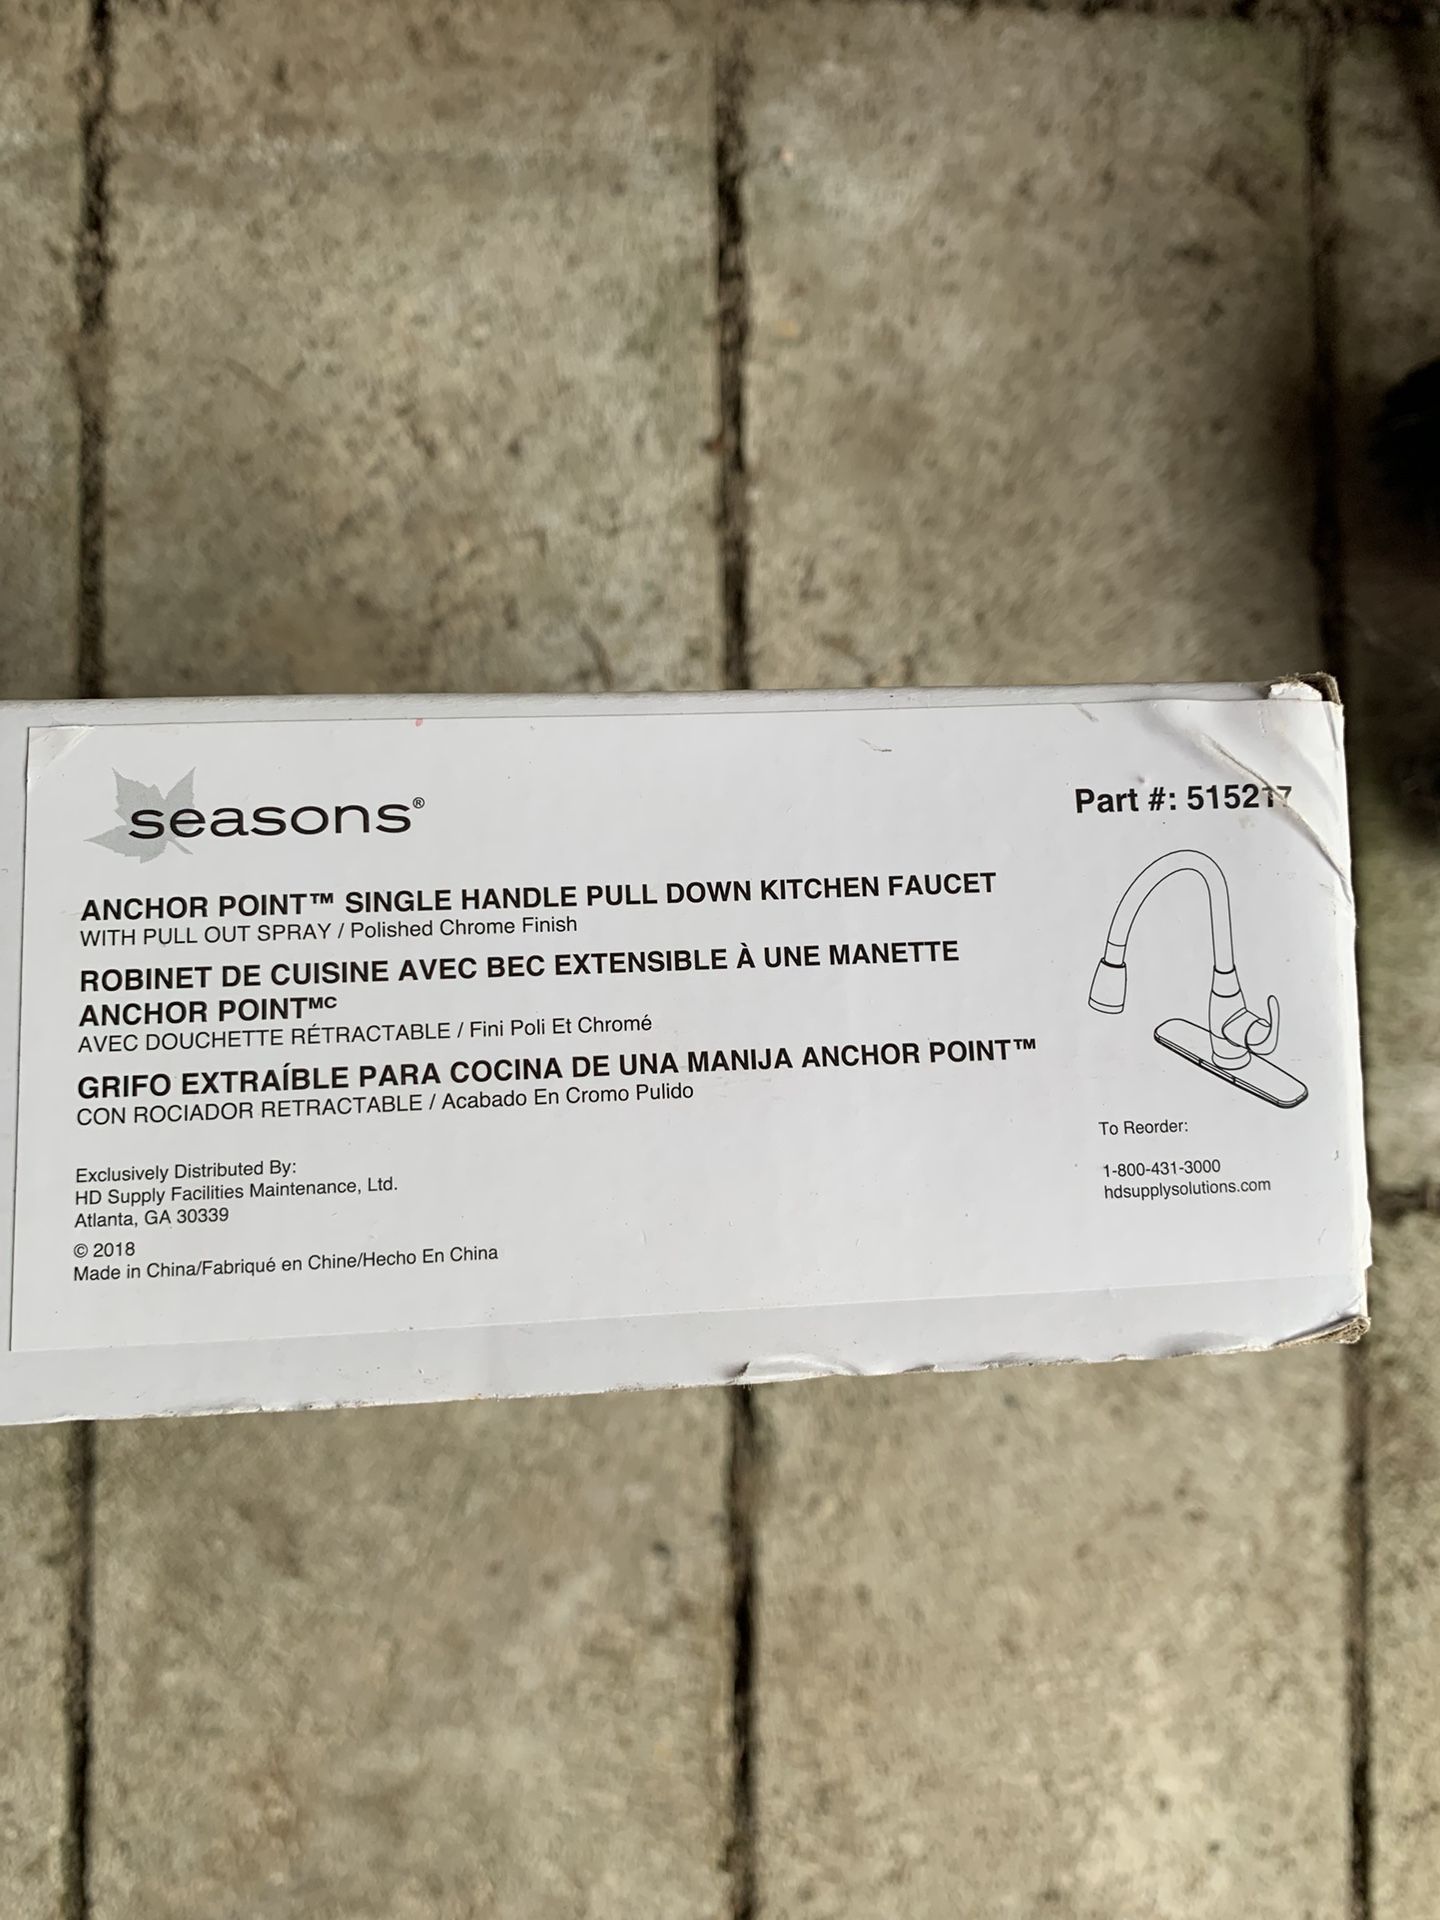 seasons®
Part #: 515217
ANCHOR POINT™ SINGLE HANDLE PULL DOWN KITCHEN FAUCET
WITH PULL OUT SPRAY / Polished Chrome Finish
ROBINET DE CUISINE AVEC BEC EXTENSIBLE À UNE MANETTE
ANCHOR POINTᴹᶜ
AVEC DOUCHETTE RÉTRACTABLE / Fini Poli Et Chromé
GRIFO EXTRAÍBLE PARA COCINA DE UNA MANIJA ANCHOR POINT™
CON ROCIADOR RETRACTABLE / Acabado En Cromo Pulido
Exclusively Distributed By:
HD Supply Facilities Maintenance, Ltd.
Atlanta, GA 30339
© 2018
Made in China/Fabriqué en Chine/Hecho En China
To Reorder:
1-800-431-3000
hdsupplysolutions.com